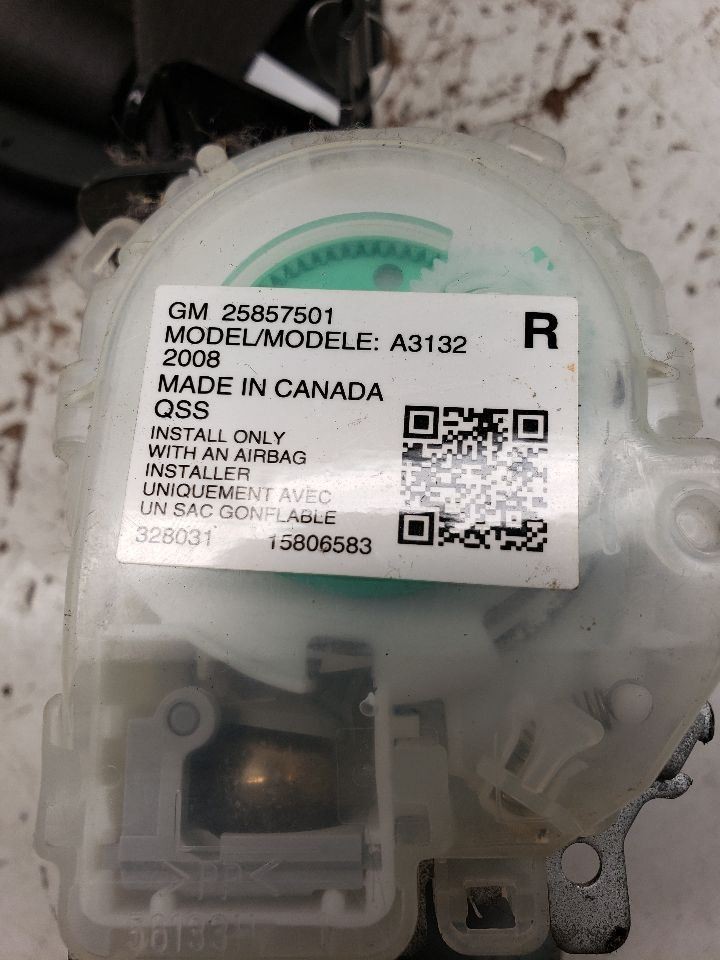 GM 25857501
R
MODEL/MODELE: A3132
2008
MADE IN CANADA
QSS
INSTALL ONLY
WITH AN AIRBAG
INSTALLER
UNIQUEMENT AVEC
UN SAC GONFLABLE
328031 15806583
>PP<